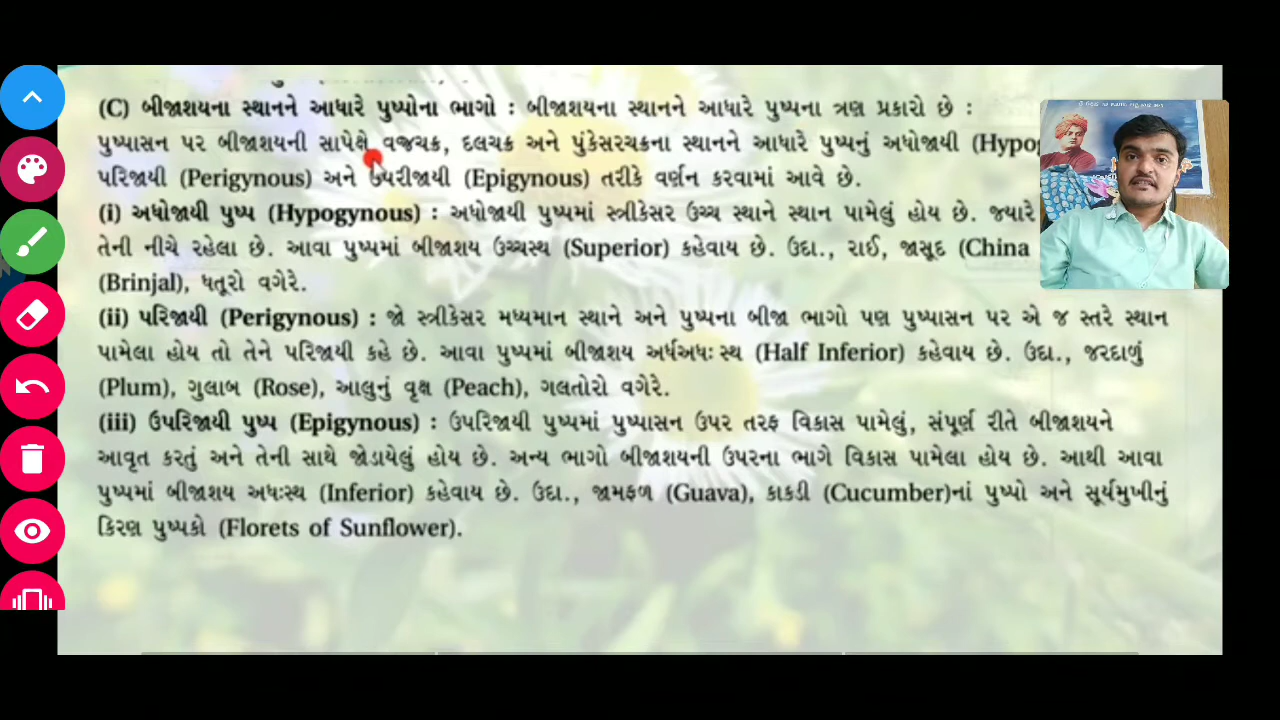 (C) બીજાશયના સ્થાનને આધારે પુષ્પોના ભાગો : બીજાશયના સ્થાનને આધારે પુષ્પના ત્રણ પ્રકારો છે :
પુષ્પાસન પર બીજાશયની સાપેક્ષે વજ્રચક, દલચક્ર અને પુંકેસરચક્રના સ્થાનને આધારે પુષ્પનું અધોજાયી (Hypog
પરિજાયી (Perigynous) અને ઉપરીજાયી (Epigynous) તરીકે વર્ણન કરવામાં આવે છે.
(i) અધોજાયી પુષ્પ (Hypogynous) : અધોજાયી પુષ્પમાં સ્ત્રીકેસર ઉચ્ચ સ્થાને સ્થાન પામેલું હોય છે. જ્યારે
તેની નીચે રહેલા છે. આવા પુષ્પમાં બીજાશય ઉચ્ચસ્થ (Superior) કહેવાય છે. ઉદા., રાઈ, જાસૂદ (China
(Brinjal), ધતૂરો વગેરે.
(ii) પરિજાયી (Perigynous) : જો સ્ત્રીકેસર મધ્યમાન સ્થાને અને પુષ્પના બીજા ભાગો પણ પુષ્પાસન પર એ જ સ્તરે સ્થાન
પામેલા હોય તો તેને પરિજાયી કહે છે. આવા પુષ્પમાં બીજાશય અર્ધઅધઃસ્થ (Half Inferior) કહેવાય છે. ઉદા., જરદાળું
(Plum), ગુલાબ (Rose), આલુનું વૃક્ષ (Peach), ગલતોરો વગેરે.
(iii) ઉપરિજાયી પુષ્પ (Epigynous) : ઉપરિજાયી પુષ્પમાં પુષ્પાસન ઉપર તરફ વિકાસ પામેલું, સંપૂર્ણ રીતે બીજાશયને
આવૃત કરતું અને તેની સાથે જોડાયેલું હોય છે. અન્ય ભાગો બીજાશયની ઉપરના ભાગે વિકાસ પામેલા હોય છે. આથી આવા
પુષ્પમાં બીજાશય અધઃસ્થ (Inferior) કહેવાય છે. ઉદા., જામફળ (Guava), કાકડી (Cucumber)નાં પુષ્પો અને સૂર્યમુખીનું
કિરણ પુષ્પકો (Florets of Sunflower).